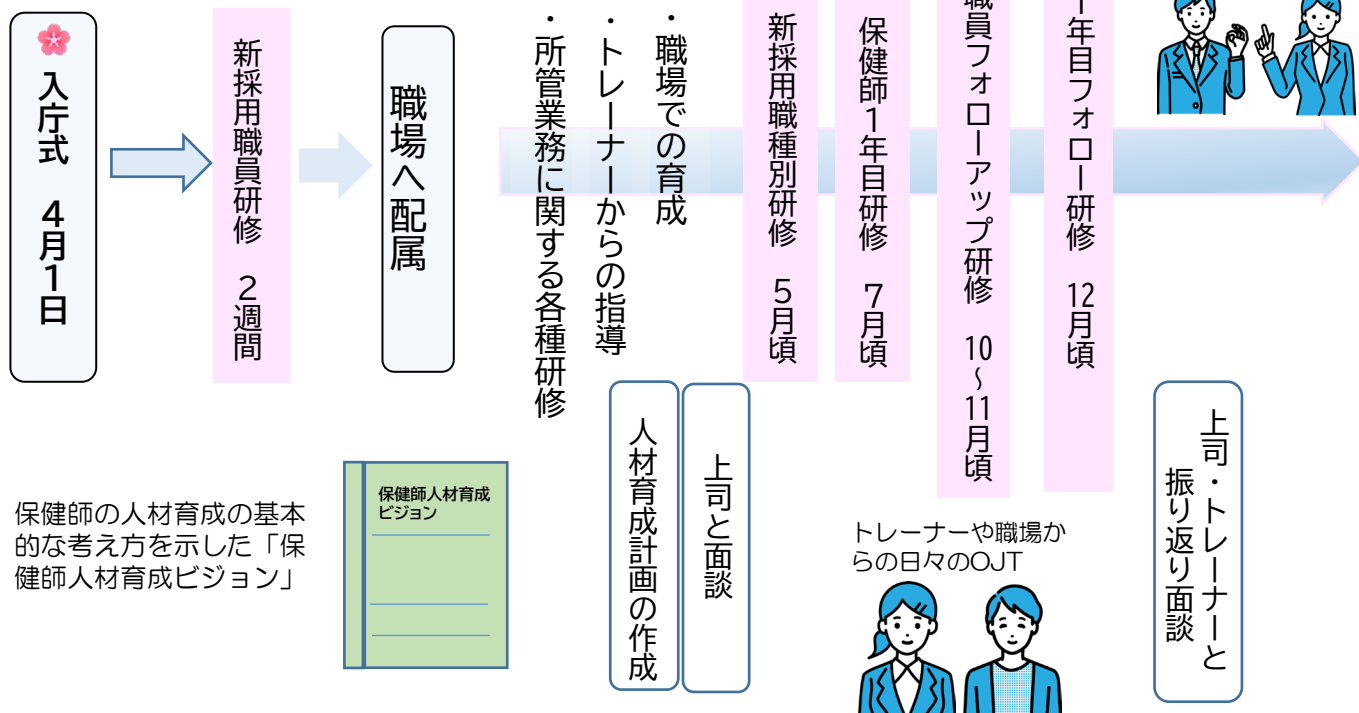 入庁式 4月1日
新採用職員研修 2週間
職場へ配属
・職場での育成
・トレーナーからの指導
・所管業務に関する各種研修
新採用職種別研修 5月頃
保健師1年目研修 7月頃
職員フォローアップ研修 10~11月頃
年目フォロー研修 12月頃
人材育成計画の作成
上司と面談
上司・トレーナーと
振り返り面談
保健師の人材育成の基本
的な考え方を示した「保
健師人材育成ビジョン」
保健師人材育成
ビジョン
トレーナーや職場か
らの日々のOJT